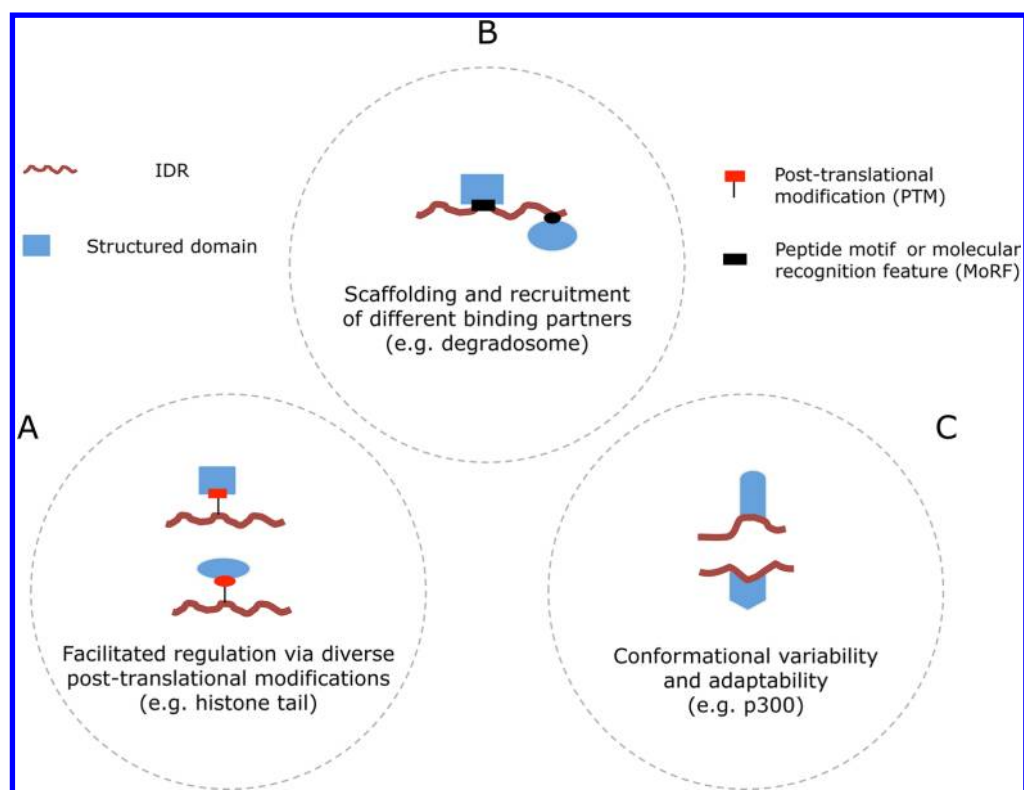 B
IDR
Structured domain
Post-translational
modification (PTM)
Peptide motif or molecular
recognition feature (MoRF)
Scaffolding and recruitment
of different binding partners
(e.g. degradosome)
A
Facilitated regulation via diverse
post-translational modifications
(e.g. histone tail)
C
Conformational variability
and adaptability
(e.g. p300)